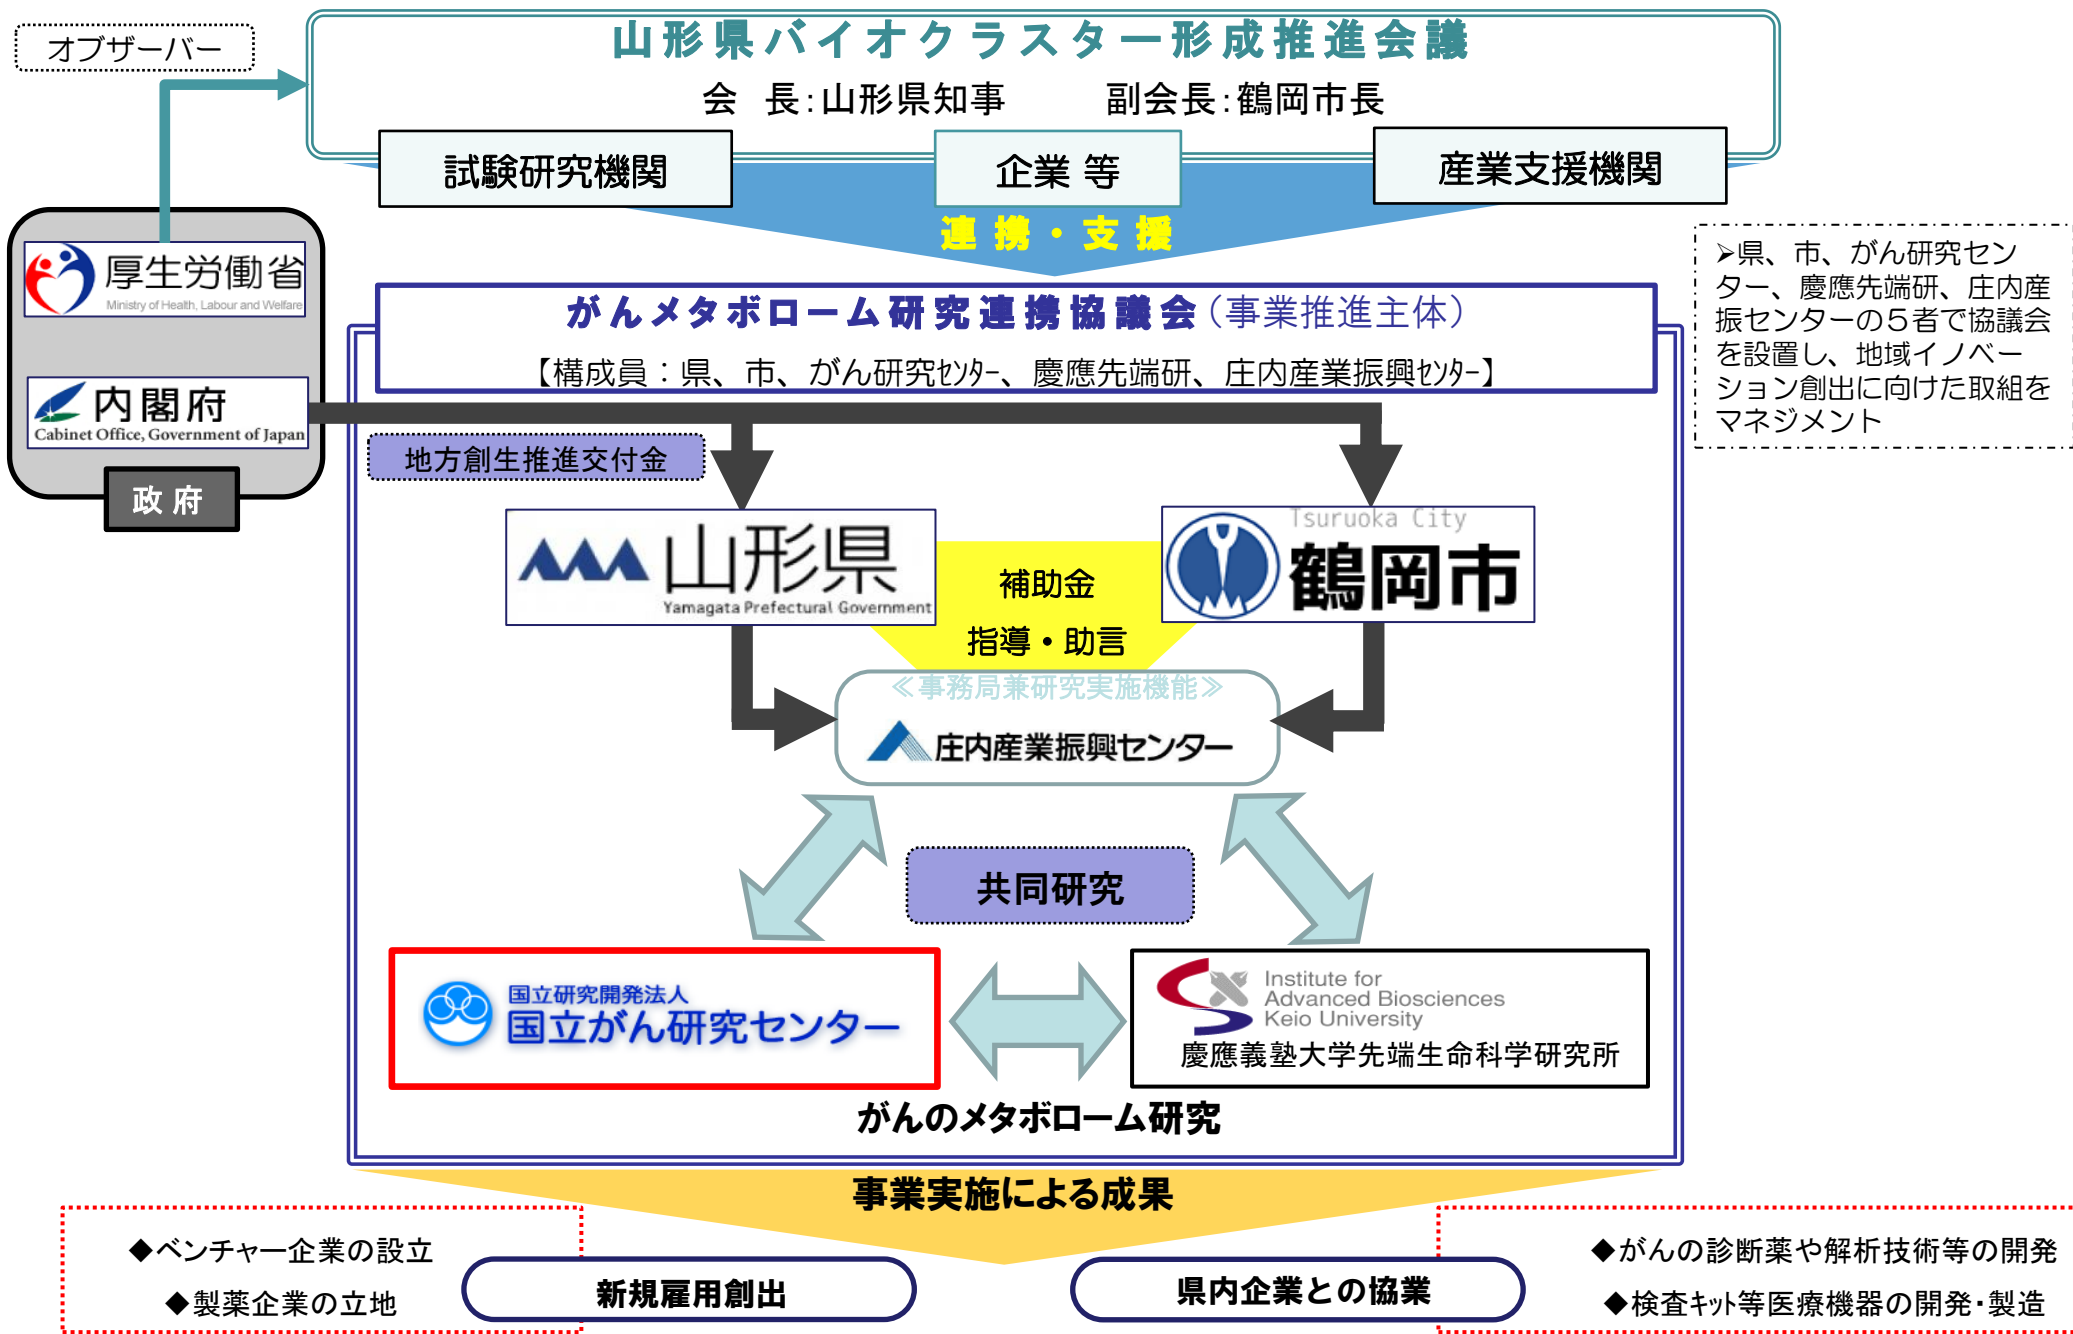 オブザーバー
山形県バイオクラスター形成推進会議
会 長:山形県知事 副会長:鶴岡市長
試験研究機関
企業 等
産業支援機関
連携・支援
厚生労働省
Ministry of Health, Labour and Welfare
内閣府
Cabinet Office, Government of Japan
政府
➢県、市、がん研究セン
ター、慶應先端研、庄内産
振センターの5者で協議会
を設置し、地域イノベー
ション創出に向けた取組を
マネジメント
がんメタボローム研究連携協議会(事業推進主体)
【構成員:県、市、がん研究ｾﾝﾀｰ、慶應先端研、庄内産業振興ｾﾝﾀｰ】
地方創生推進交付金
山形県
Yamagata Prefectural Government
Tsuruoka City
鶴岡市
補助金
指導・助言
≪事務局兼研究実施機能≫
庄内産業振興センター
共同研究
国立研究開発法人
国立がん研究センター
Institute for
Advanced Biosciences
Keio University
慶應義塾大学先端生命科学研究所
がんのメタボローム研究
事業実施による成果
◆ベンチャー企業の設立
◆製薬企業の立地
新規雇用創出
県内企業との協業
◆がんの診断薬や解析技術等の開発
◆検査ｷｯﾄ等医療機器の開発・製造